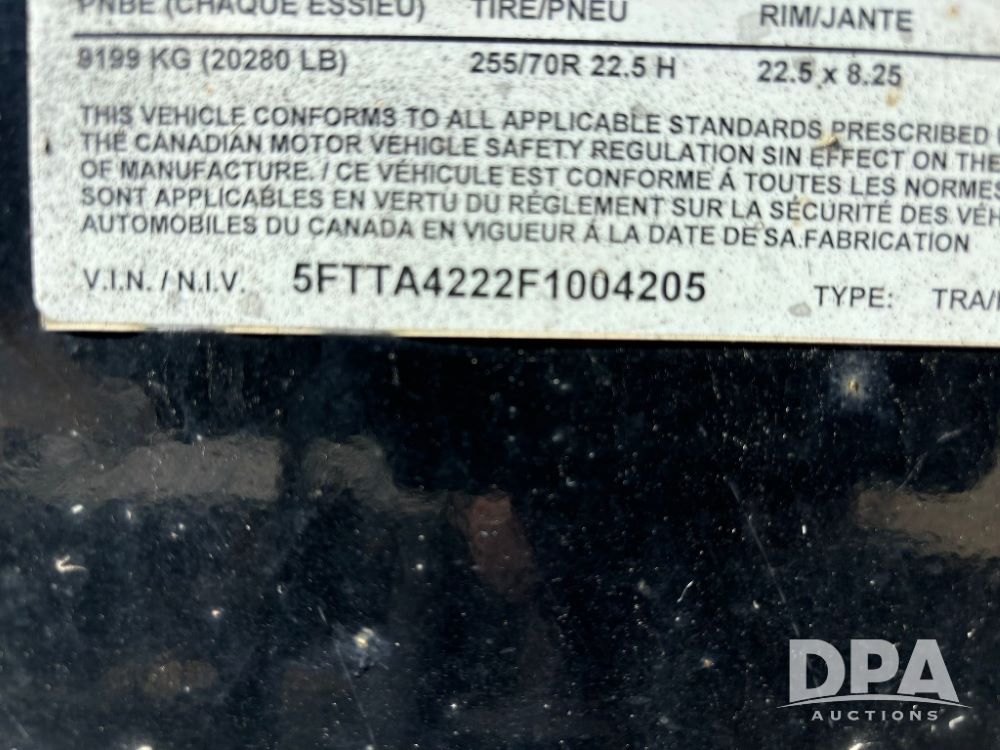 PNBE (CHAQUE ESSIEU) TIRE/PNEU RIM/JANTE
9199 KG (20280 LB) 255/70R 22.5 H 22.5 x 8.25
THIS VEHICLE CONFORMS TO ALL APPLICABLE STANDARDS PRESCRIBED
THE CANADIAN MOTOR VEHICLE SAFETY REGULATION SIN EFFECT ON THE
OF MANUFACTURE. / CE VÉHICULE EST CONFORME Á TOUTES LES NORMES
SONT APPLICABLES EN VERTU DU RÉGLEMENT SUR LA SÉCURITÉ DES VÉH
AUTOMOBILES DU CANADA EN VIGUEUR Á LA DATE DE SA.FABRICATION
V.I.N. / N.I.V. 5FTTA4222F1004205 TYPE: TRA/
DPA
AUCTIONS